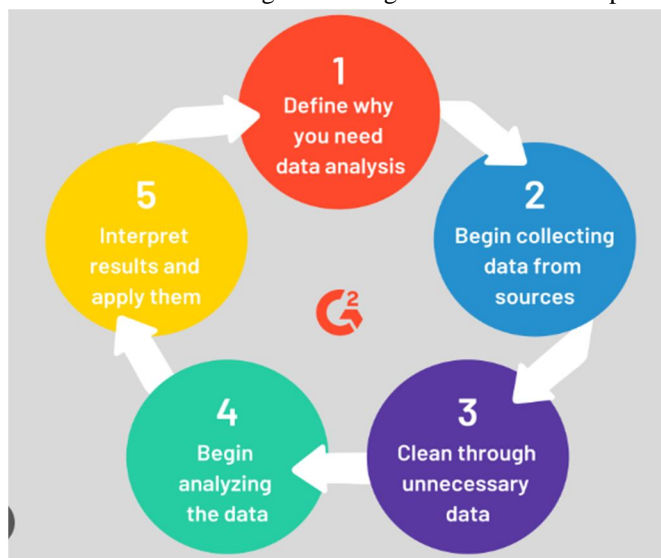 1
Define why
you need
data analysis
2
Begin collecting
data from
sources
3
Clean through
unnecessary
data
4
Begin
analyzing
the data
5
Interpret
results and
apply them
G2